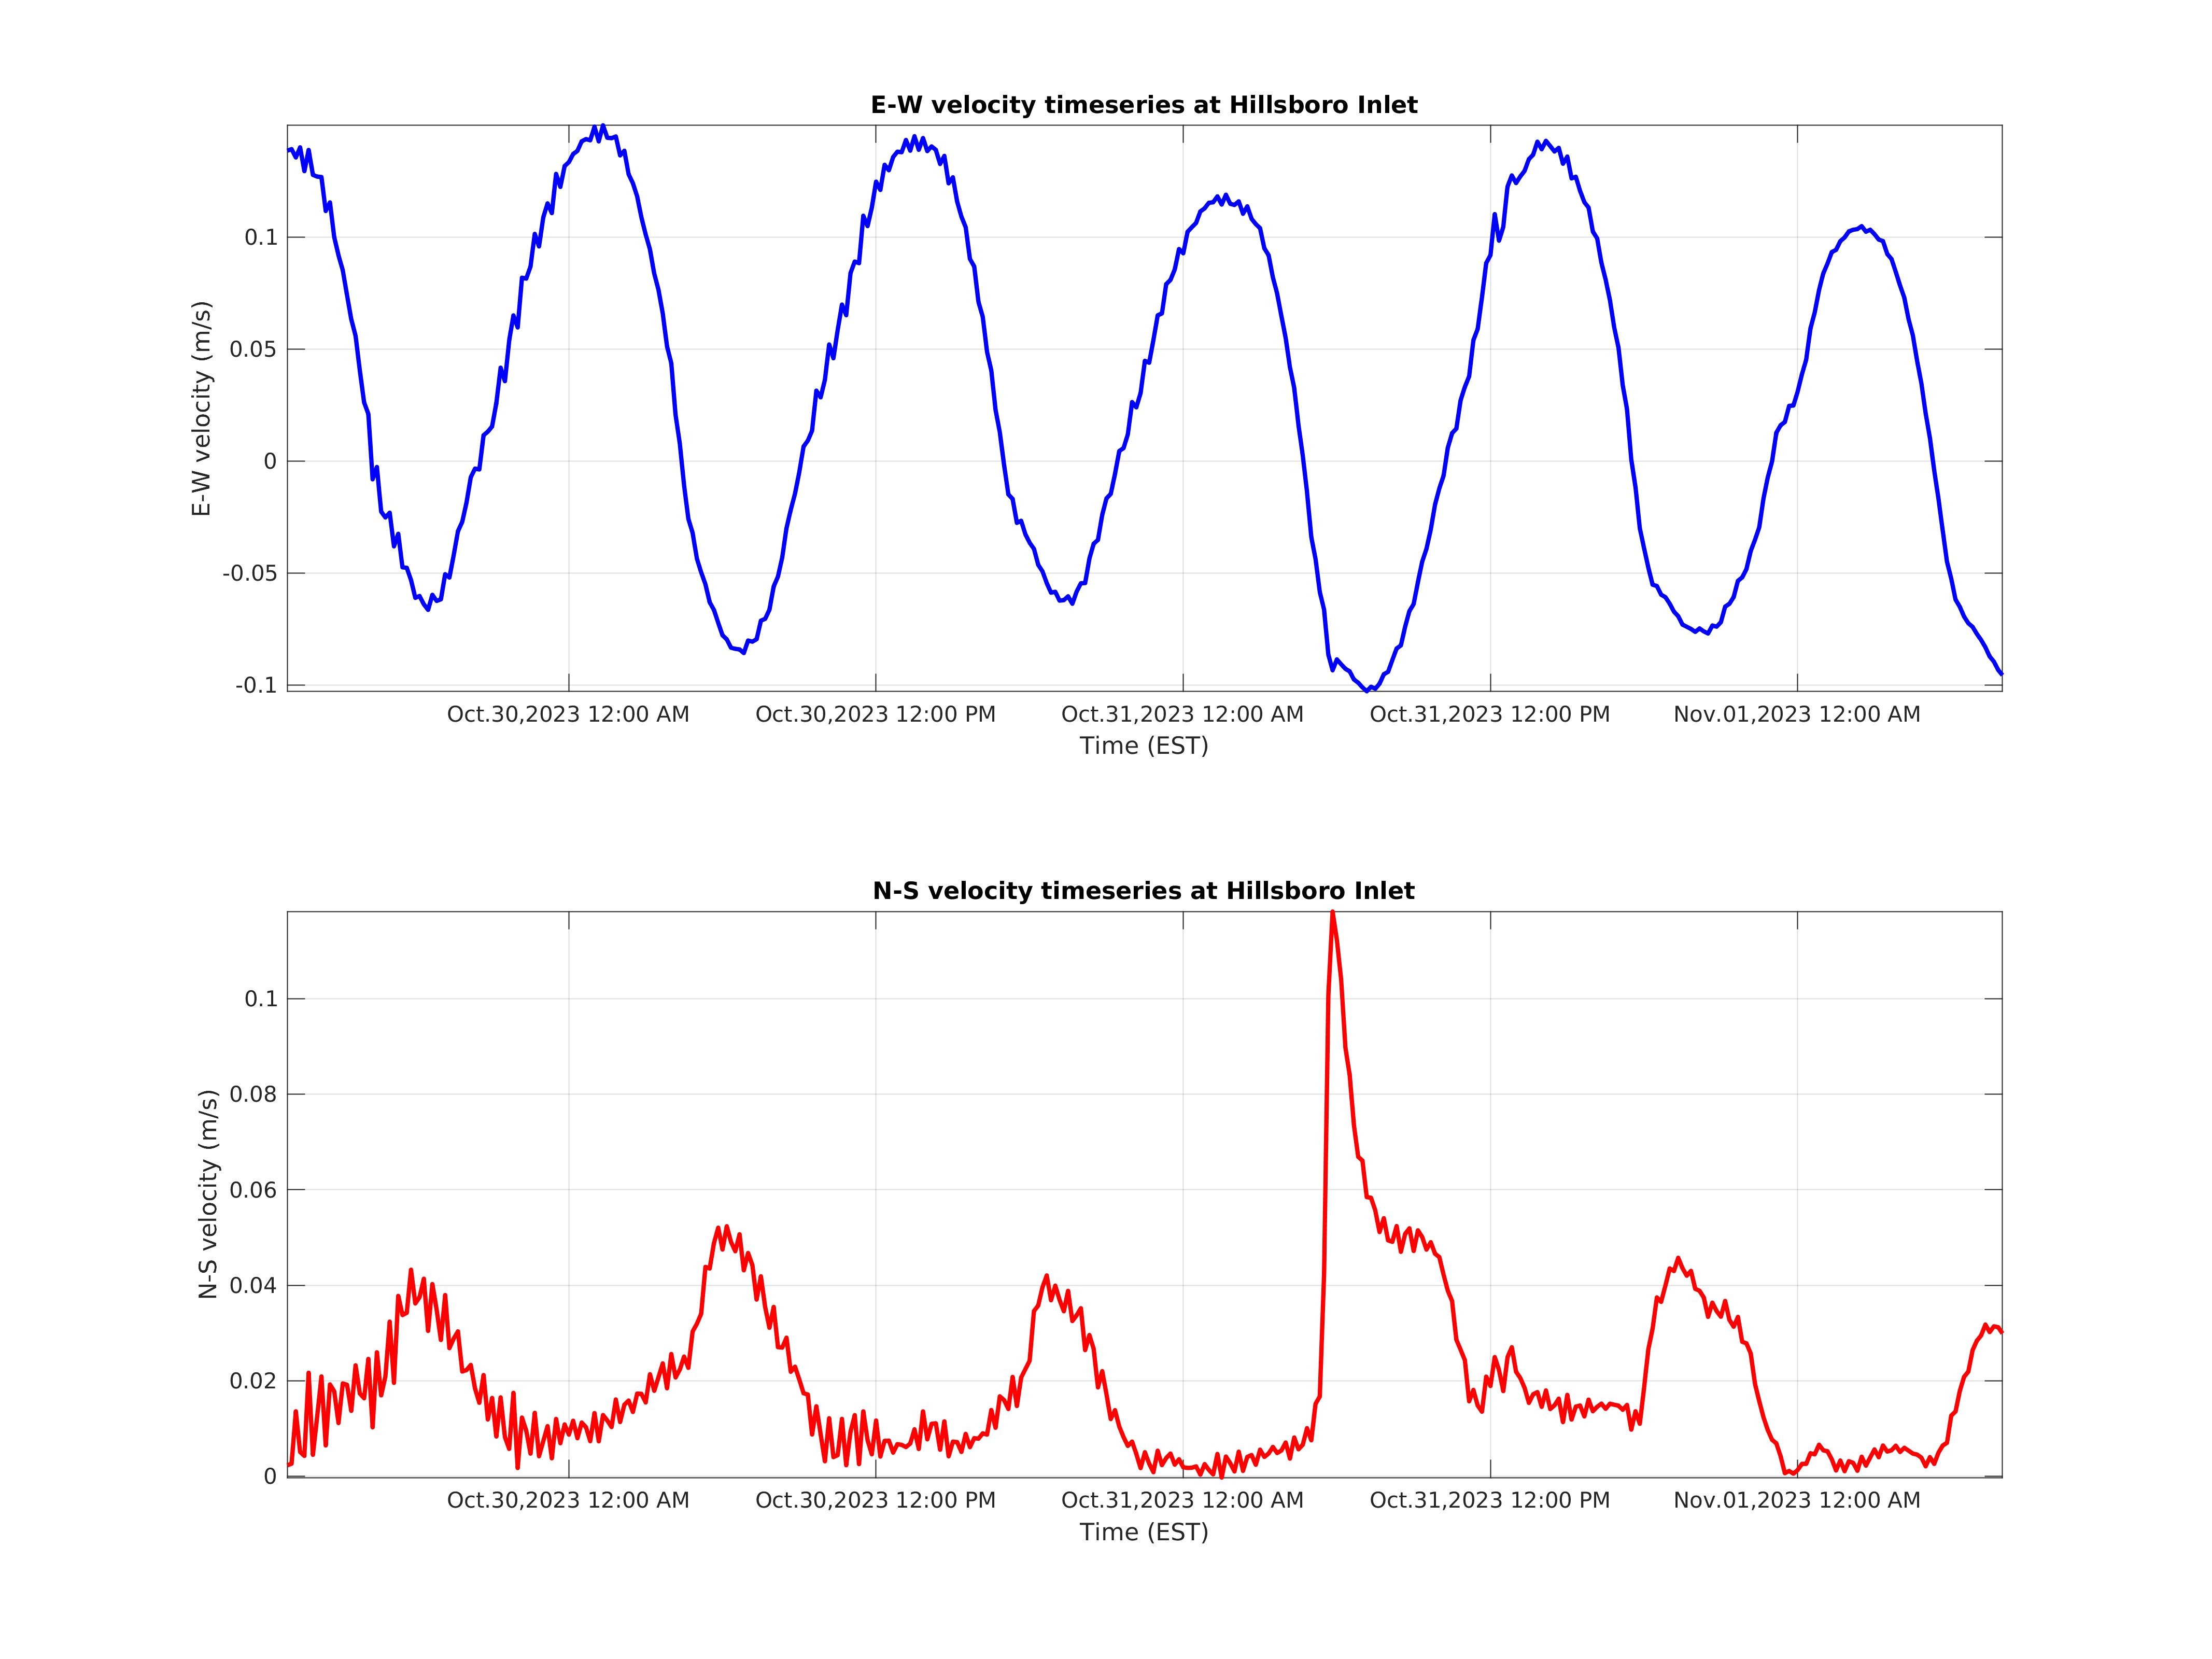 E-W velocity timeseries at Hillsboro Inlet
E-W velocity (m/s)
0.1
0.05
0
-0.05
-0.1
Oct.30,2023 12:00 AM Oct.30,2023 12:00 PM Oct.31,2023 12:00 AM Oct.31,2023 12:00 PM Nov.01,2023 12:00 AM
Time (EST)
N-S velocity timeseries at Hillsboro Inlet
N-S velocity (m/s)
0.1
0.08
0.06
0.04
0.02
0
Oct.30,2023 12:00 AM Oct.30,2023 12:00 PM Oct.31,2023 12:00 AM Oct.31,2023 12:00 PM Nov.01,2023 12:00 AM
Time (EST)